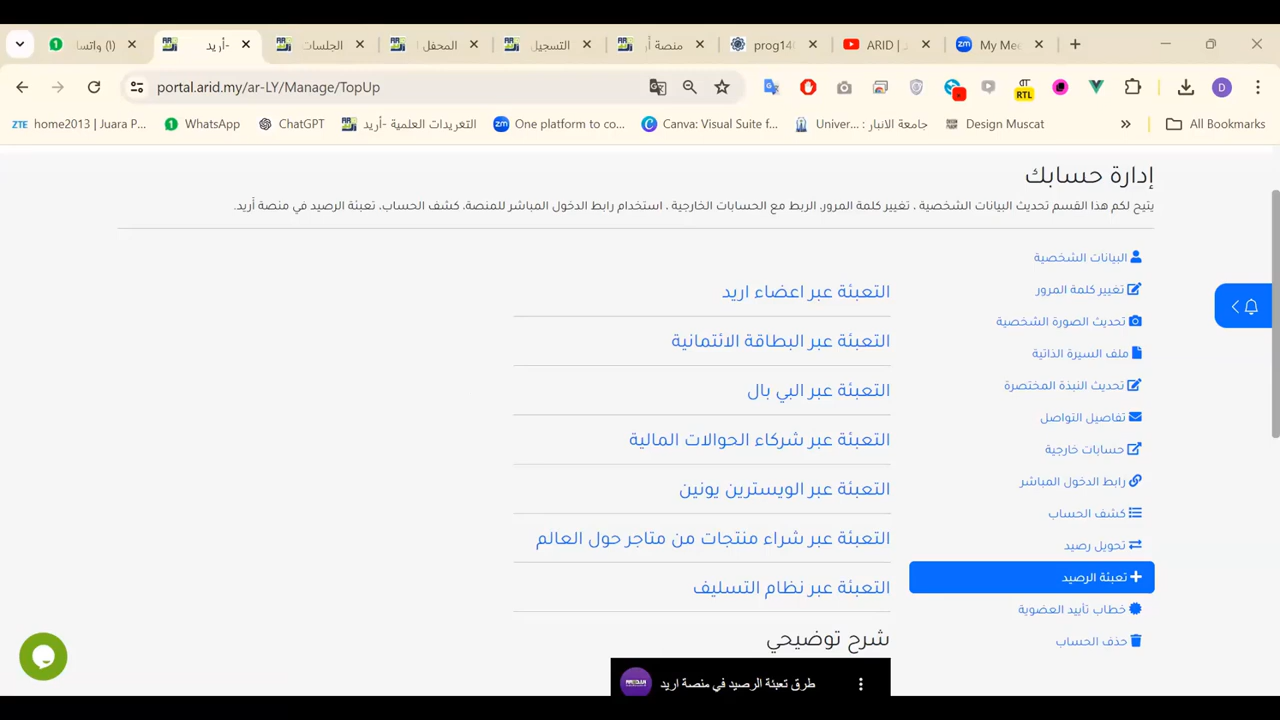 (١) واتسا
-أريد
الجلسات
المحفل ا
التسجيل
منصة أر
prog14
ARID | د
My Me
portal.arid.my/ar-LY/Manage/TopUp
RTL
D
ZTE home2013 | Juara P...
WhatsApp
ChatGPT
التغريدات العلمية -أريد
One platform to co...
Canva: Visual Suite f...
Univer... : جامعة الانبار
Design Muscat
All Bookmarks
إدارة حسابك
يتيح لكم هذا القسم تحديث البيانات الشخصية ، تغيير كلمة المرور، الربط مع الحسابات الخارجية ، استخدام رابط الدخول المباشر للمنصة، كشف الحساب، تعبئة الرصيد في منصة أريد.
البيانات الشخصية
تغيير كلمة المرور
تحديث الصورة الشخصية
ملف السيرة الذاتية
تحديث النبذة المختصرة
تفاصيل التواصل
حسابات خارجية
رابط الدخول المباشر
كشف الحساب
تحويل رصيد
تعبئة الرصيد
خطاب تأييد العضوية
حذف الحساب
التعبئة عبر اعضاء اريد
التعبئة عبر البطاقة الائتمانية
التعبئة عبر البي بال
التعبئة عبر شركاء الحوالات المالية
التعبئة عبر الويسترين يونين
التعبئة عبر شراء منتجات من متاجر حول العالم
التعبئة عبر نظام التسليف
شرح توضيحي
طرق تعبئة الرصيد في منصة اريد